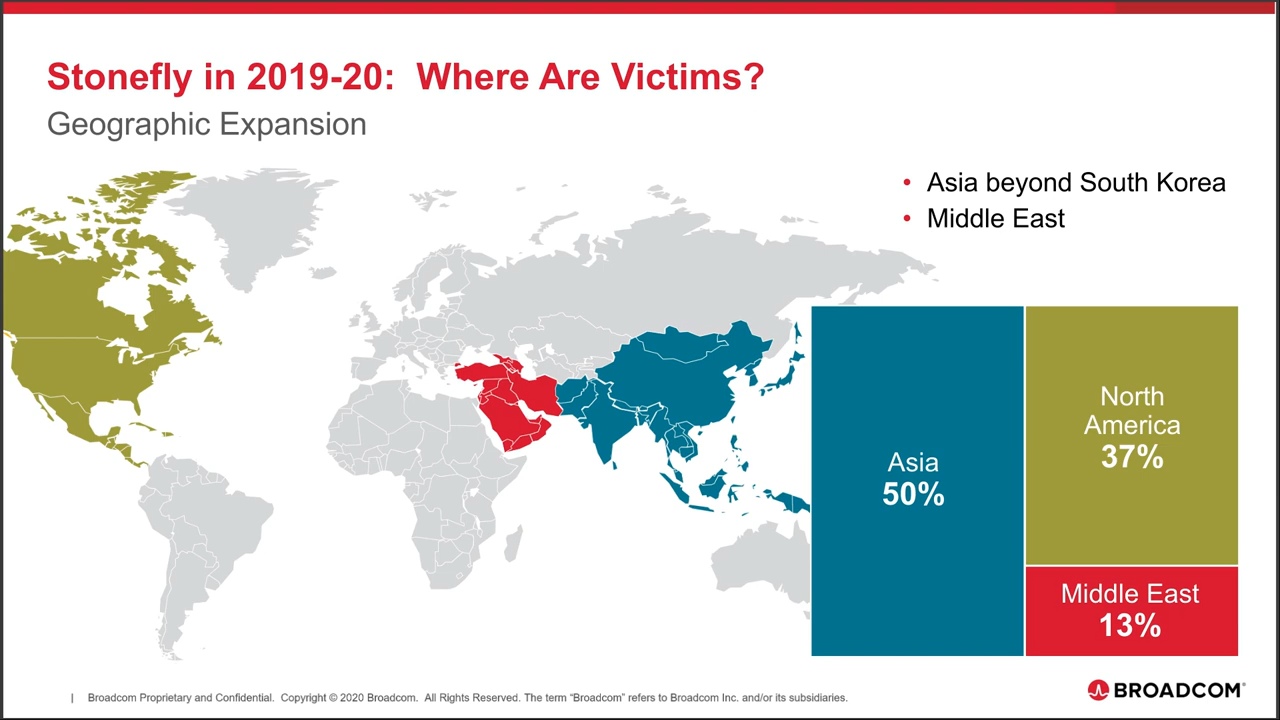 Stonefly in 2019-20:  Where Are Victims?
Geographic Expansion
• Asia beyond South Korea
• Middle East
Asia
50%
North
America
37%
Middle East
13%
| Broadcom Proprietary and Confidential.  Copyright © 2020 Broadcom.  All Rights Reserved. The term “Broadcom” refers to Broadcom Inc. and/or its subsidiaries.
BROADCOM®